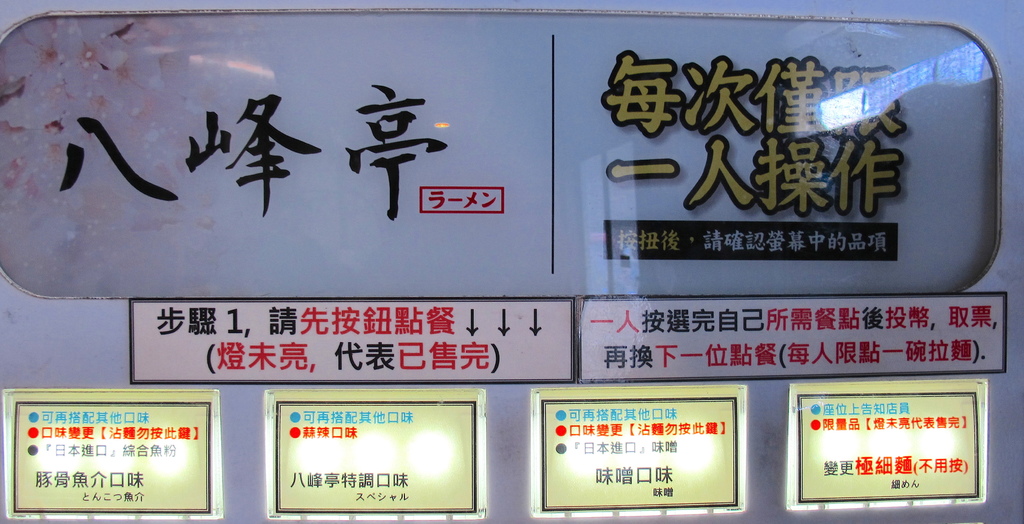 八峰亭
ラーメン
每次僅限
一人操作
按扭後，請確認螢幕中的品項
步驟1, 請先按鈕點餐↓↓↓
(燈未亮, 代表已售完)
一人按選完自己所需餐點後投幣, 取票,
再換下一位點餐(每人限點一碗拉麵).
●可再搭配其他口味
●口味變更【沾麵勿按此鍵】
●『日本進口』綜合魚粉
豚骨魚介口味
とんこつ魚介
●可再搭配其他口味
●蒜辣口味
八峰亭特調口味
スペシャル
●可再搭配其他口味
●口味變更【沾麵勿按此鍵】
●『日本進口』味噌
味噌口味
味噌
●座位上告知店員
●限量品【燈未亮代表售完】
變更極細麵(不用按)
細めん